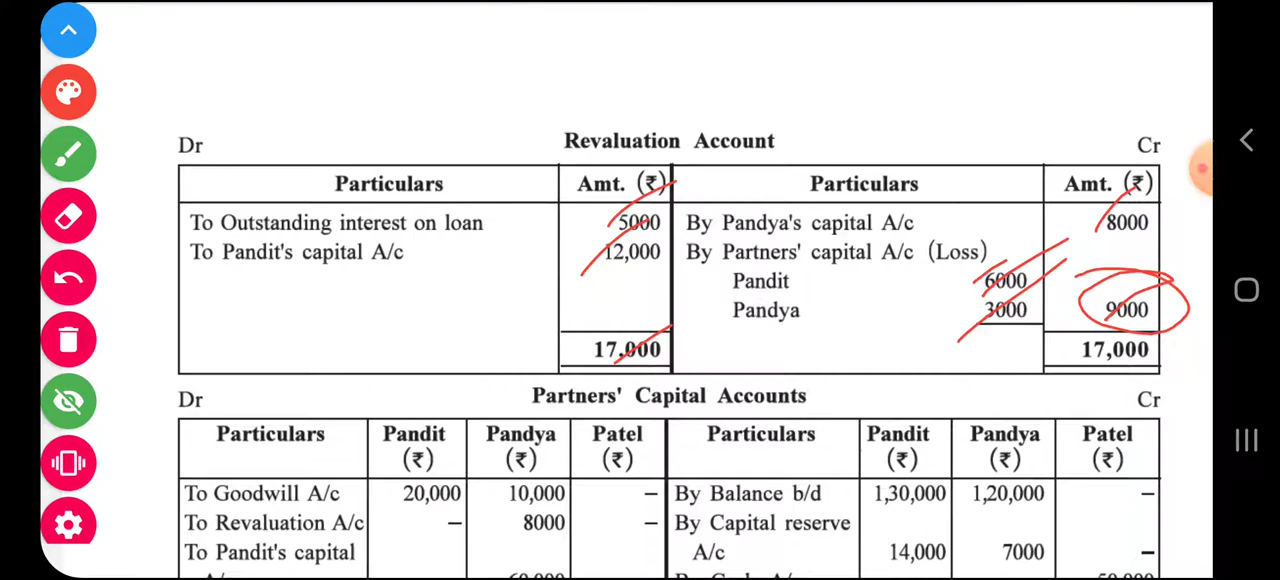 Revaluation Account
Dr Cr
Particulars Amt. (₹) Particulars Amt. (₹)
To Outstanding interest on loan 5000 By Pandya's capital A/c 8000
To Pandit's capital A/c 12,000 By Partners' capital A/c (Loss)
Pandit 6000
Pandya 3000 9000
17,000 17,000
Partners' Capital Accounts
Dr Cr
Particulars Pandit Pandya Patel Particulars Pandit Pandya Patel
(₹) (₹) (₹) (₹) (₹) (₹)
To Goodwill A/c 20,000 10,000 – By Balance b/d 1,30,000 1,20,000 –
To Revaluation A/c – 8000 – By Capital reserve
To Pandit's capital A/c 14,000 7000 –